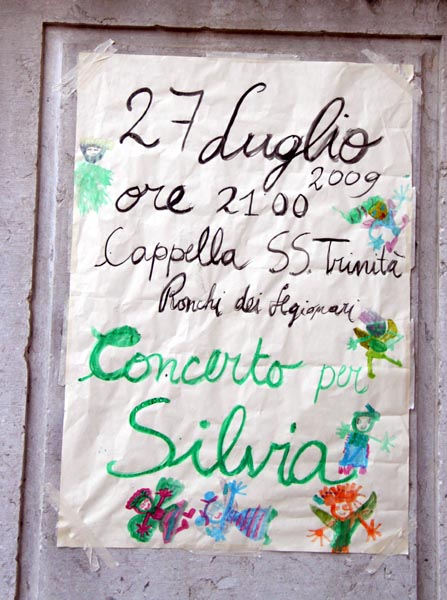 27 Luglio
2009
ore 21 00
Cappella SS. Trinità
Ronchi dei Legionari
Concerto per
Silvia